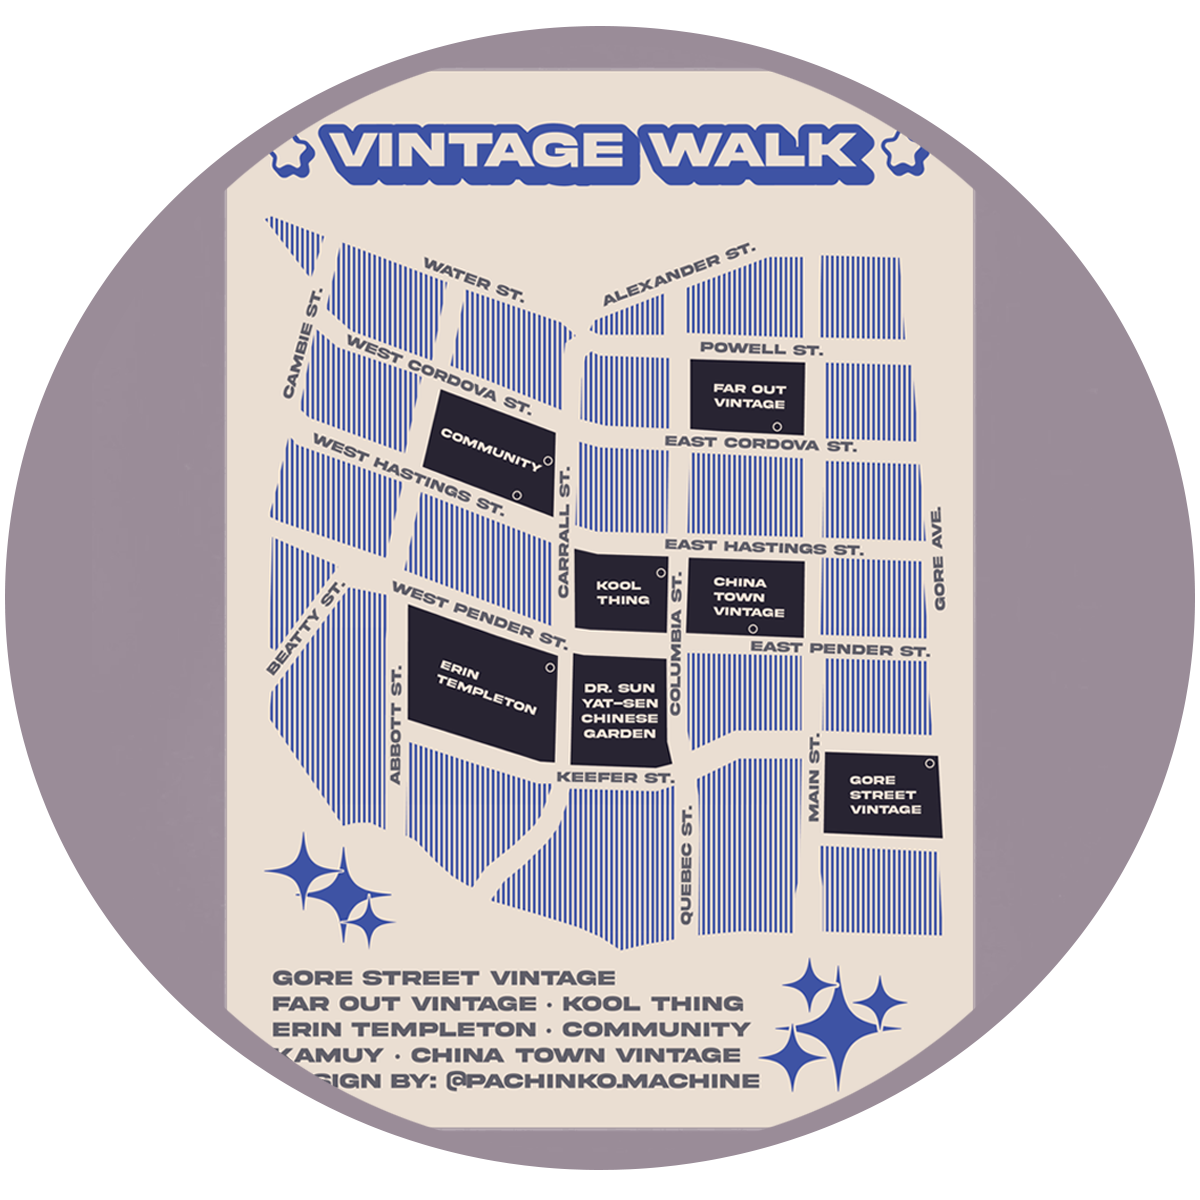 VINTAGE WALK
WATER ST.
ALEXANDER ST.
CAMBIE ST.
WEST CORDOVA ST.
POWELL ST.
FAR OUT
VINTAGE
COMMUNITY
EAST CORDOVA ST.
WEST HASTINGS ST.
CARRALL ST.
EAST HASTINGS ST.
GORE AVE.
KOOL
THING
COLUMBIA ST.
CHINA
TOWN
VINTAGE
BEATTY ST.
WEST PENDER ST.
EAST PENDER ST.
ERIN
TEMPLETON
DR. SUN
YAT-SEN
CHINESE
GARDEN
ABBOTT ST.
KEEFER ST.
MAIN ST.
GORE
STREET
VINTAGE
QUEBEC ST.
GORE STREET VINTAGE
FAR OUT VINTAGE · KOOL THING
ERIN TEMPLETON · COMMUNITY
KAMUY · CHINA TOWN VINTAGE
SIGN BY: @PACHINKO.MACHINE